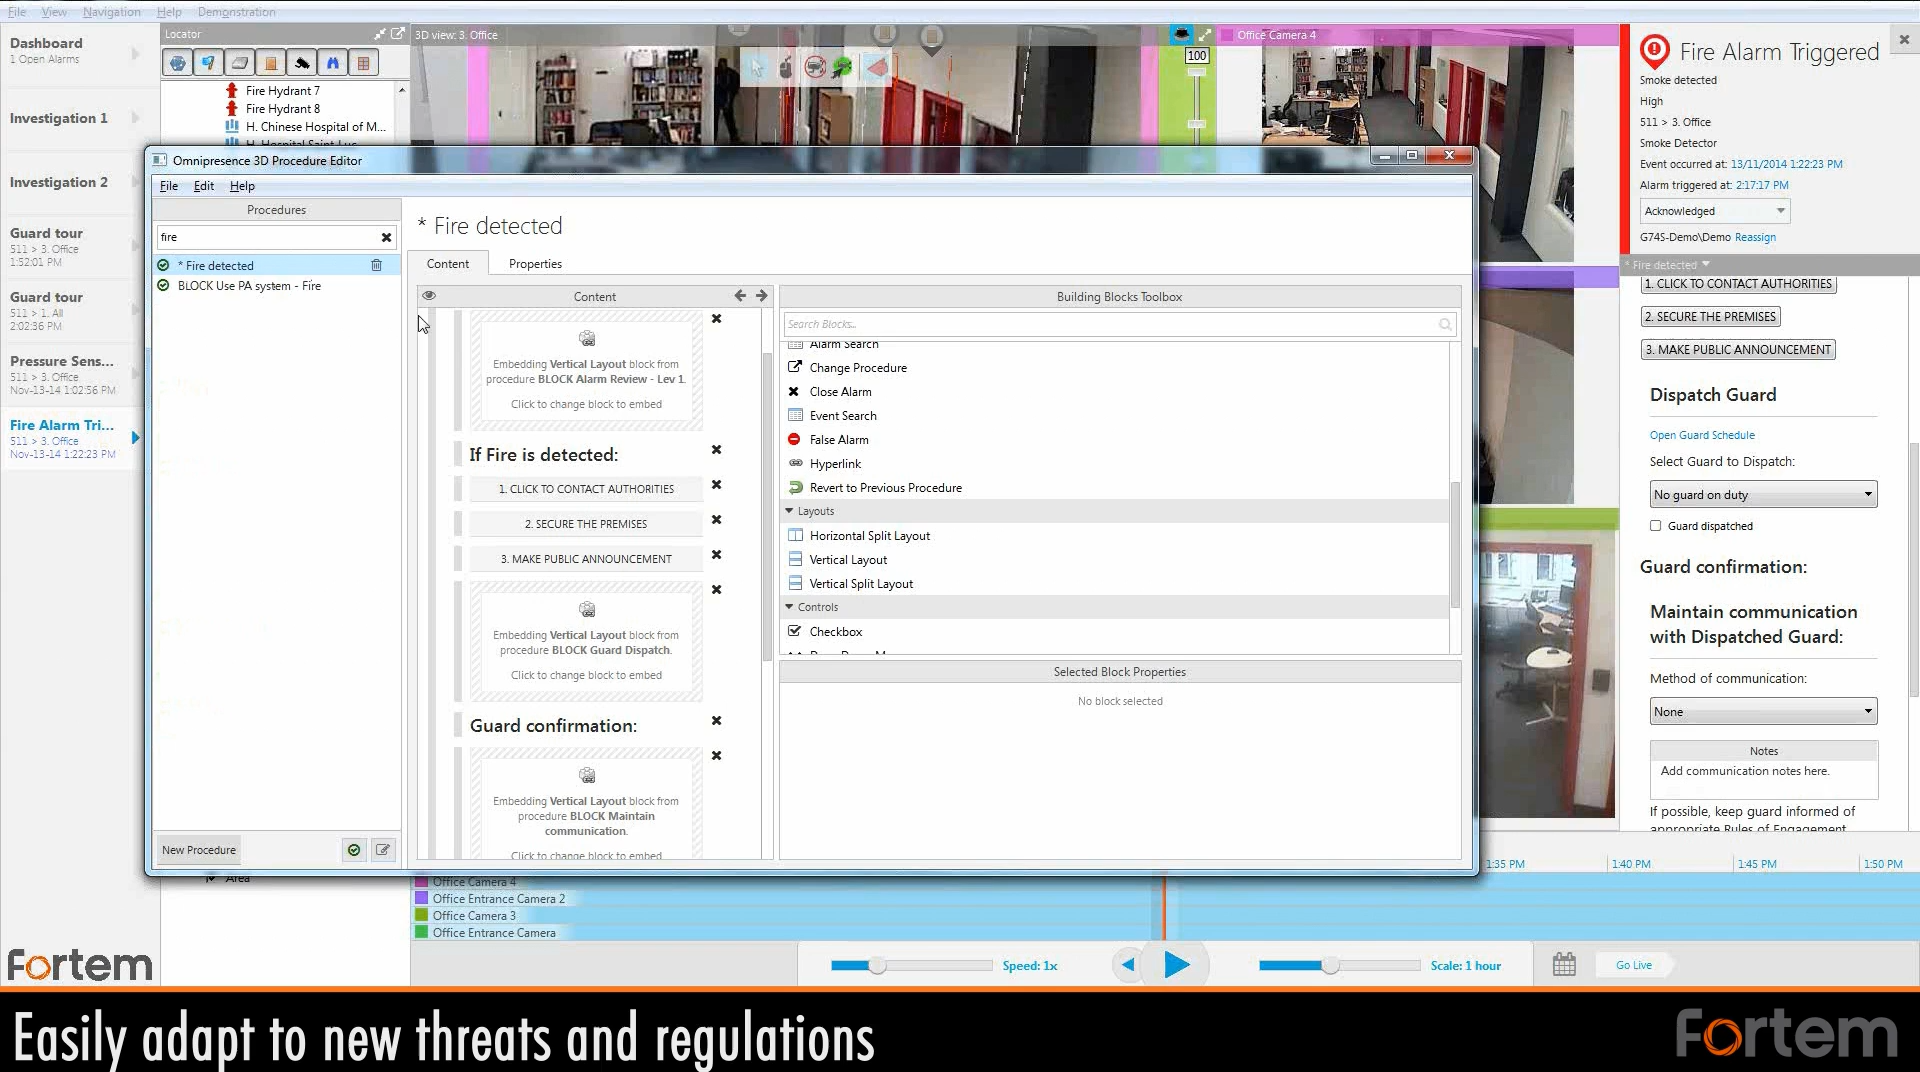 File View Navigation Help Demonstration
Dashboard
1 Open Alarms
Investigation 1
Investigation 2
Guard tour
511 > 3. Office
1:52:01 PM
Guard tour
511 > 1. All
2:02:36 PM
Pressure Sens...
511 > 3. Office
Nov-13-14 1:02:56 PM
Fire Alarm Tri...
511 > 3. Office
Nov-13-14 1:22:23 PM
Locator
Fire Hydrant 7
Fire Hydrant 8
H. Chinese Hospital of M...
3D view: 3. Office
100
Office Camera 4
Omnipresence 3D Procedure Editor
File Edit Help
Procedures
fire
* Fire detected
BLOCK Use PA system - Fire
New Procedure
* Fire detected
Content
Properties
Content
Embedding Vertical Layout block from
procedure BLOCK Alarm Review - Lev 1.
Click to change block to embed
If Fire is detected:
1. CLICK TO CONTACT AUTHORITIES
2. SECURE THE PREMISES
3. MAKE PUBLIC ANNOUNCEMENT
Embedding Vertical Layout block from
procedure BLOCK Guard Dispatch.
Click to change block to embed
Guard confirmation:
Embedding Vertical Layout block from
procedure BLOCK Maintain
communication.
Click to change block to embed
Building Blocks Toolbox
Search Blocks...
Alarm Search
Change Procedure
Close Alarm
Event Search
False Alarm
Hyperlink
Revert to Previous Procedure
Layouts
Horizontal Split Layout
Vertical Layout
Vertical Split Layout
Controls
Checkbox
Selected Block Properties
No block selected
Fire Alarm Triggered
Smoke detected
High
511 > 3. Office
Smoke Detector
Event occurred at: 13/11/2014 1:22:23 PM
Alarm triggered at: 2:17:17 PM
Acknowledged
G74S-Demo\Demo Reassign
* Fire detected
1. CLICK TO CONTACT AUTHORITIES
2. SECURE THE PREMISES
3. MAKE PUBLIC ANNOUNCEMENT
Dispatch Guard
Open Guard Schedule
Select Guard to Dispatch:
No guard on duty
Guard dispatched
Guard confirmation:
Maintain communication
with Dispatched Guard:
Method of communication:
None
Notes
Add communication notes here.
If possible, keep guard informed of
appropriate Rules of Engagement
1:35 PM 1:40 PM 1:45 PM 1:50 PM
Area
Office Camera 4
Office Entrance Camera 2
Office Camera 3
Office Entrance Camera
Speed: 1x
Scale: 1 hour
Go Live
Fortem
Easily adapt to new threats and regulations
Fortem